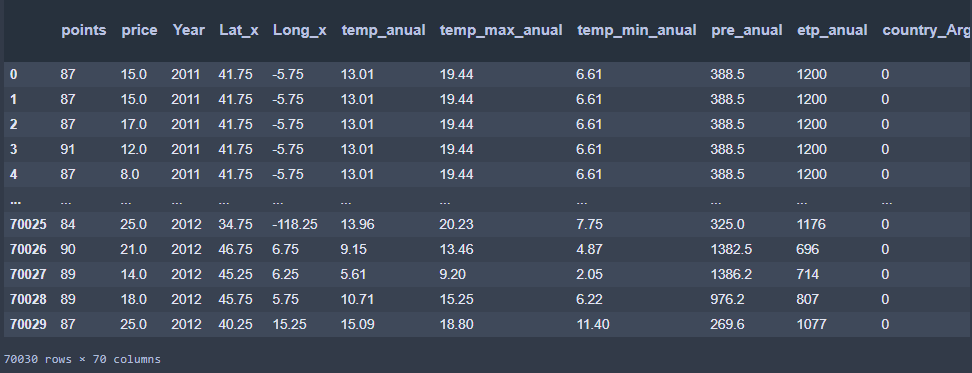 points price Year Lat_x Long_x temp_anual temp_max_anual temp_min_anual pre_anual etp_anual country_Arg
0 87 15.0 2011 41.75 -5.75 13.01 19.44 6.61 388.5 1200 0
1 87 15.0 2011 41.75 -5.75 13.01 19.44 6.61 388.5 1200 0
2 87 17.0 2011 41.75 -5.75 13.01 19.44 6.61 388.5 1200 0
3 91 12.0 2011 41.75 -5.75 13.01 19.44 6.61 388.5 1200 0
4 87 8.0 2011 41.75 -5.75 13.01 19.44 6.61 388.5 1200 0
... ... ... ... ... ... ... ... ... ... ... ...
70025 84 25.0 2012 34.75 -118.25 13.96 20.23 7.75 325.0 1176 0
70026 90 21.0 2012 46.75 6.75 9.15 13.46 4.87 1382.5 696 0
70027 89 14.0 2012 45.25 6.25 5.61 9.20 2.05 1386.2 714 0
70028 89 18.0 2012 45.75 5.75 10.71 15.25 6.22 976.2 807 0
70029 87 25.0 2012 40.25 15.25 15.09 18.80 11.40 269.6 1077 0
70030 rows × 70 columns